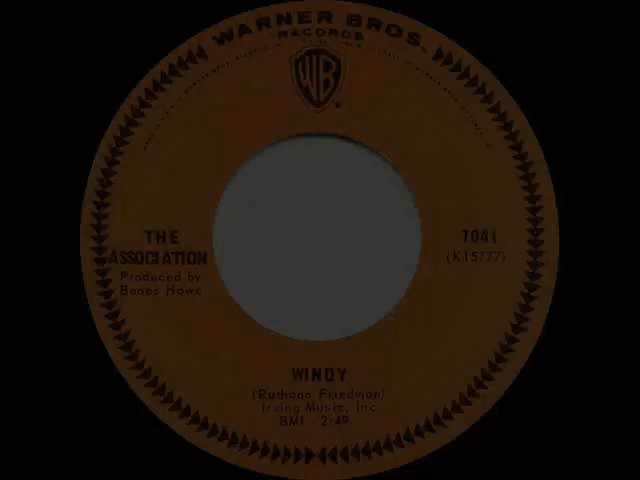 WARNER BROS.
RECORDS
WB
THE
ASSOCIATION
Produced by
Bones Howe
7041
(K15777)
WINDY
(Ruthann Friedman)
Irving Music, Inc.
BMI 2:49